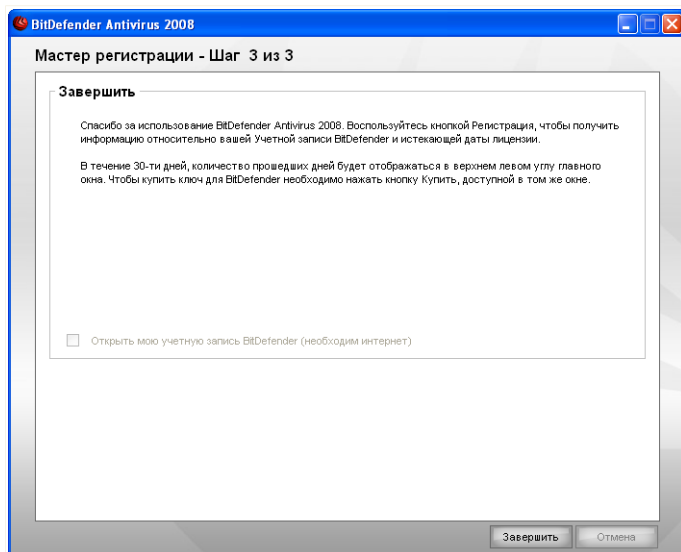 BitDefender Antivirus 2008
Мастер регистрации - Шаг 3 из 3
Завершить
Спасибо за использование BitDefender Antivirus 2008. Воспользуйтесь кнопкой Регистрация, чтобы получить
информацию относительно вашей Учетной записи BitDefender и истекающей даты лицензии.
В течение 30-ти дней, количество прошедших дней будет отображаться в верхнем левом углу главного
окна. Чтобы купить ключ для BitDefender необходимо нажать кнопку Купить, доступной в том же окне.
Открыть мою учетную запись BitDefender (необходим интернет)
Завершить
Отмена